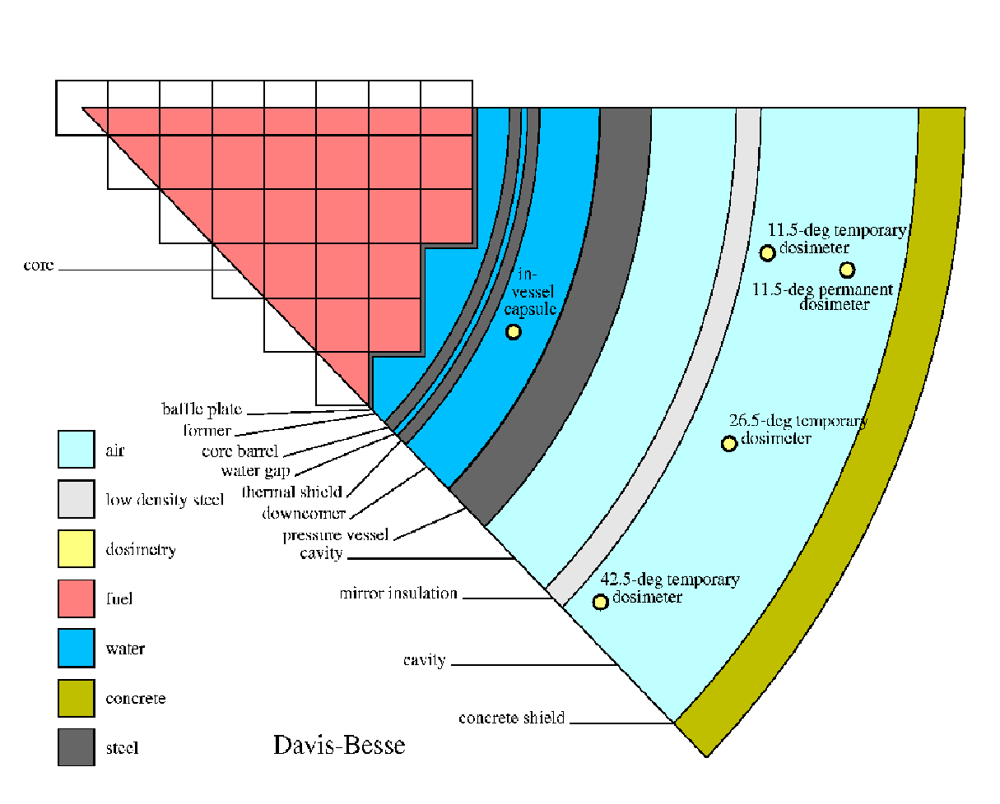 11.5-deg temporary
dosimeter
core
in-
vessel
capsule
11.5-deg permanent
dosimeter
baffle plate
former
core barrel
water gap
thermal shield
downcomer
pressure vessel
cavity
mirror insulation
cavity
concrete shield
26.5-deg temporary
dosimeter
42.5-deg temporary
dosimeter
air
low density steel
dosimetry
fuel
water
concrete
steel
Davis-Besse